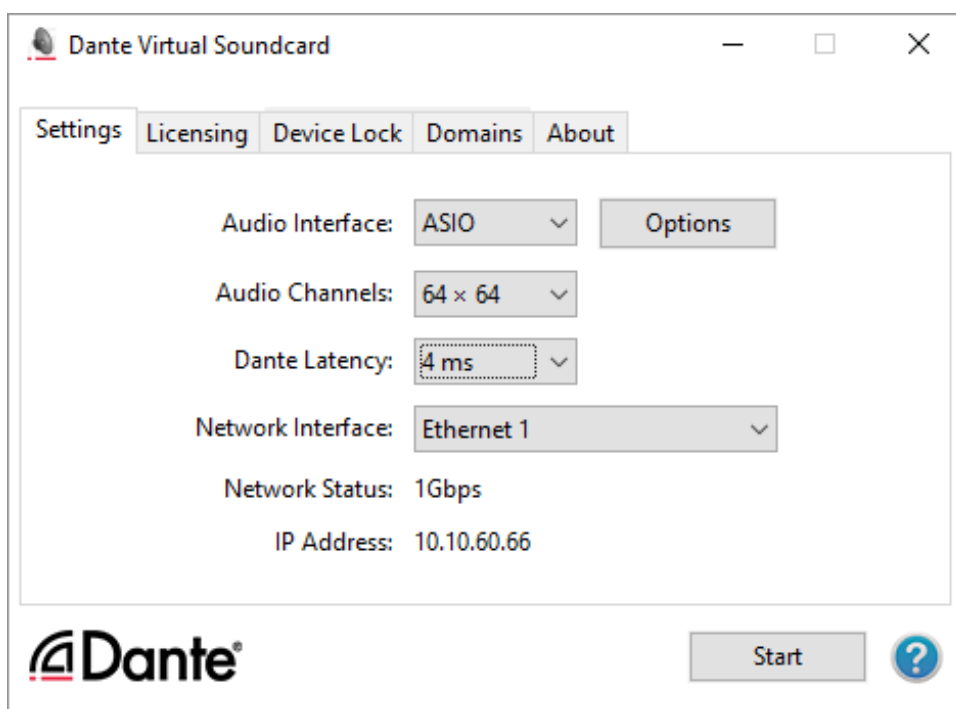 Dante Virtual Soundcard
Settings Licensing Device Lock Domains About
Audio Interface: ASIO Options
Audio Channels: 64 × 64
Dante Latency: 4 ms
Network Interface: Ethernet 1
Network Status: 1Gbps
IP Address: 10.10.60.66
Dante® Start ?